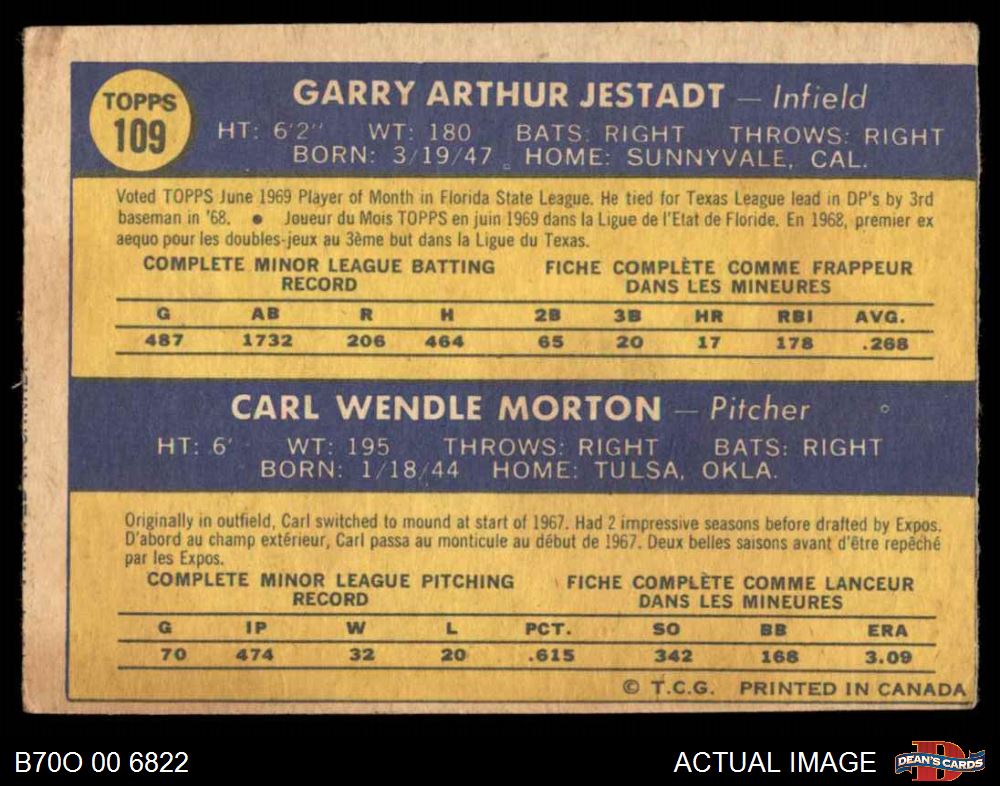 TOPPS
109
GARRY ARTHUR JESTADT — Infield
HT: 6'2" WT: 180 BATS: RIGHT THROWS: RIGHT
BORN: 3/19/47 HOME: SUNNYVALE, CAL.
Voted TOPPS June 1969 Player of Month in Florida State League. He tied for Texas League lead in DP's by 3rd
baseman in '68. ● Joueur du Mois TOPPS en juin 1969 dans la Ligue de l'Etat de Floride. En 1968, premier ex
aequo pour les doubles-jeux au 3ème but dans la Ligue du Texas.
COMPLETE MINOR LEAGUE BATTING RECORD
FICHE COMPLÈTE COMME FRAPPEUR DANS LES MINEURES
G AB R H 2B 3B HR RBI AVG.
487 1732 206 464 65 20 17 178 .268
CARL WENDLE MORTON — Pitcher
HT: 6' WT: 195 THROWS: RIGHT BATS: RIGHT
BORN: 1/18/44 HOME: TULSA, OKLA.
Originally in outfield, Carl switched to mound at start of 1967. Had 2 impressive seasons before drafted by Expos.
D'abord au champ extérieur, Carl passa au monticule au début de 1967. Deux belles saisons avant d'être repêché
par les Expos.
COMPLETE MINOR LEAGUE PITCHING RECORD
FICHE COMPLÈTE COMME LANCEUR DANS LES MINEURES
G IP W L PCT. SO BB ERA
70 474 32 20 .615 342 168 3.09
© T.C.G. PRINTED IN CANADA
B70O 00 6822
ACTUAL IMAGE
D
DEAN'S CARDS